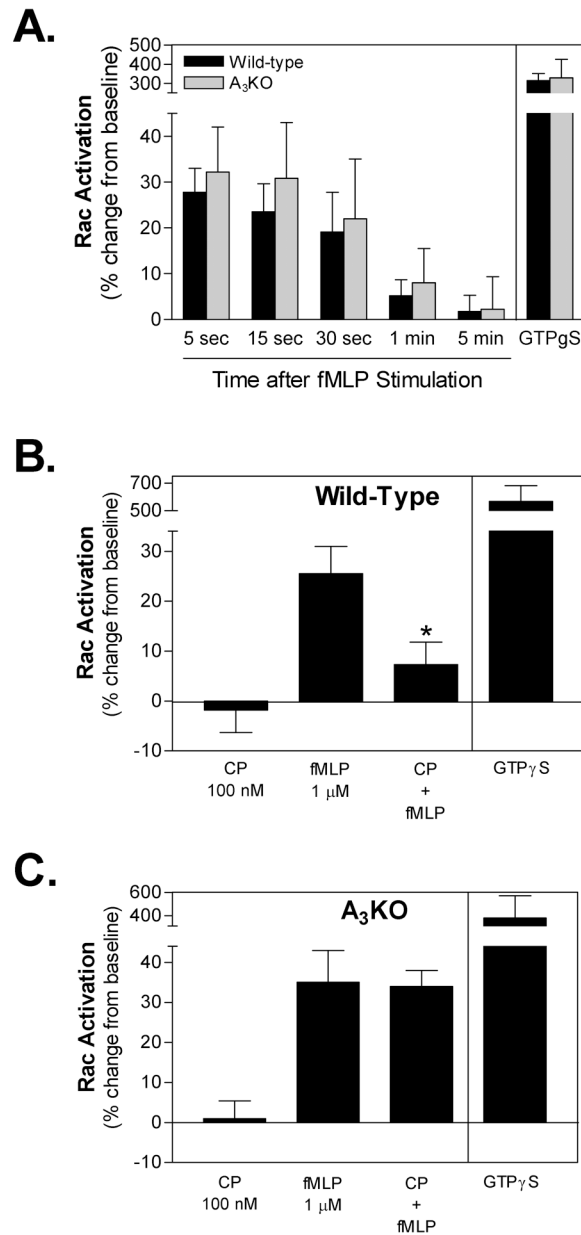 A.
Rac Activation
(% change from baseline)
500
400
300
40
30
20
10
0
Wild-type
A₃KO
5 sec 15 sec 30 sec 1 min 5 min GTPgS
Time after fMLP Stimulation
B.
Rac Activation
(% change from baseline)
700
500
30
20
10
0
-10
Wild-Type
*
CP fMLP CP GTPγS
100 nM 1 μM +
fMLP
C.
Rac Activation
(% change from baseline)
600
400
40
30
20
10
0
-10
A₃KO
CP fMLP CP GTPγS
100 nM 1 μM +
fMLP